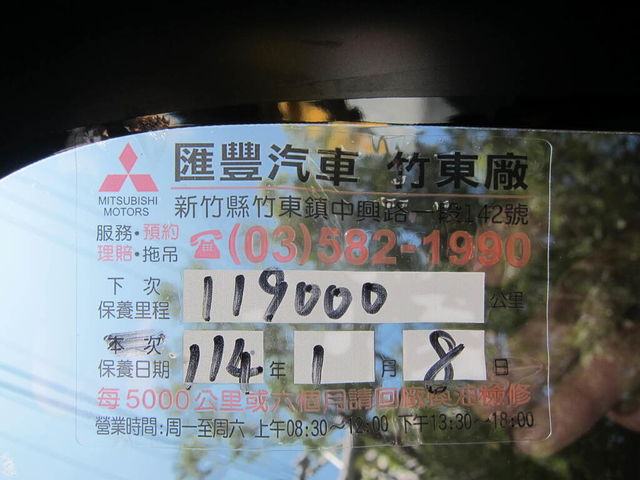 匯豐汽車 竹東廠
MITSUBISHI
MOTORS
新竹縣竹東鎮中興路一段142號
服務·預約
理賠·拖吊
☎(03)582-1990
下次
保養里程
119000
公里
本次
保養日期
114 年 1 月 8 日
每5000公里或六個月請回廠換油檢修
營業時間:周一至周六 上午08:30~12:00 下午13:30~18:00